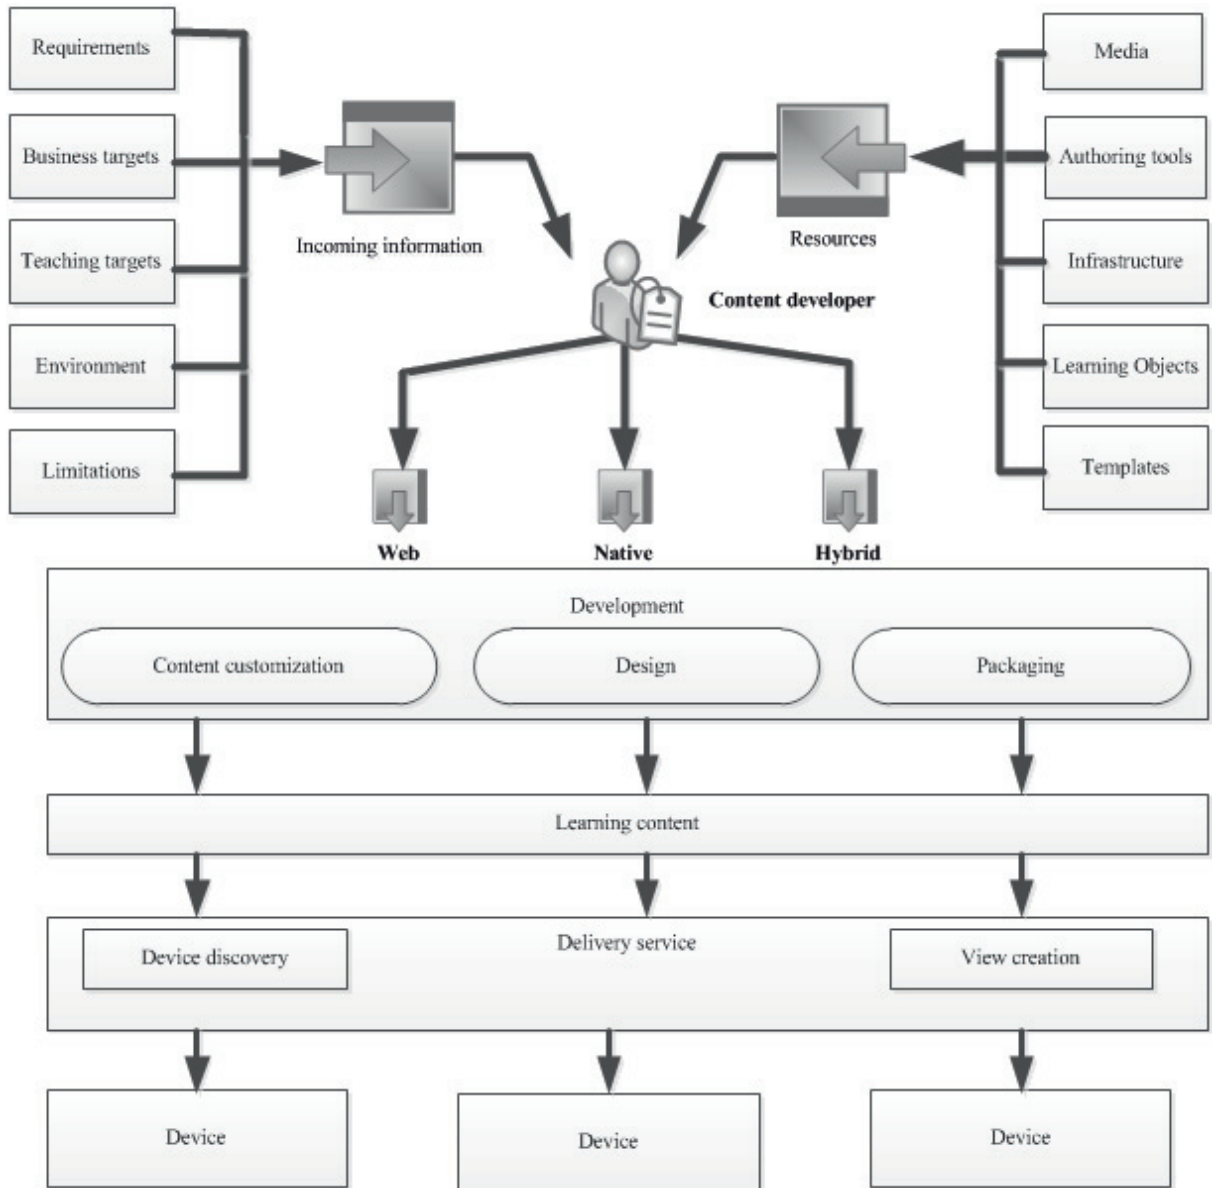 Requirements
Business targets
Teaching targets
Environment
Limitations
Incoming information
Media
Authoring tools
Infrastructure
Learning Objects
Templates
Resources
Content developer
Web
Native
Hybrid
Development
Content customization
Design
Packaging
Learning content
Delivery service
Device discovery
View creation
Device
Device
Device